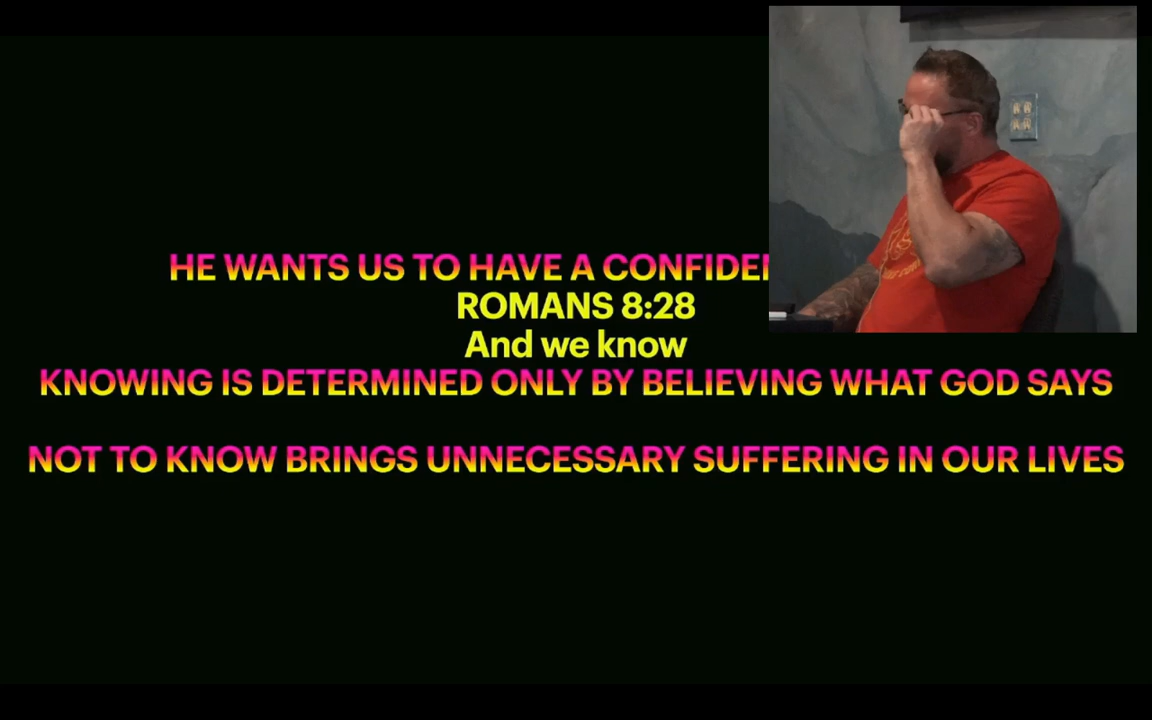 HE WANTS US TO HAVE A
ROMANS 8:28
And we know
KNOWING IS DETERMINED ONLY BY BELIEVING WHAT GOD SAYS
NOT TO KNOW BRINGS UNNECESSARY SUFFERING IN OUR LIVES